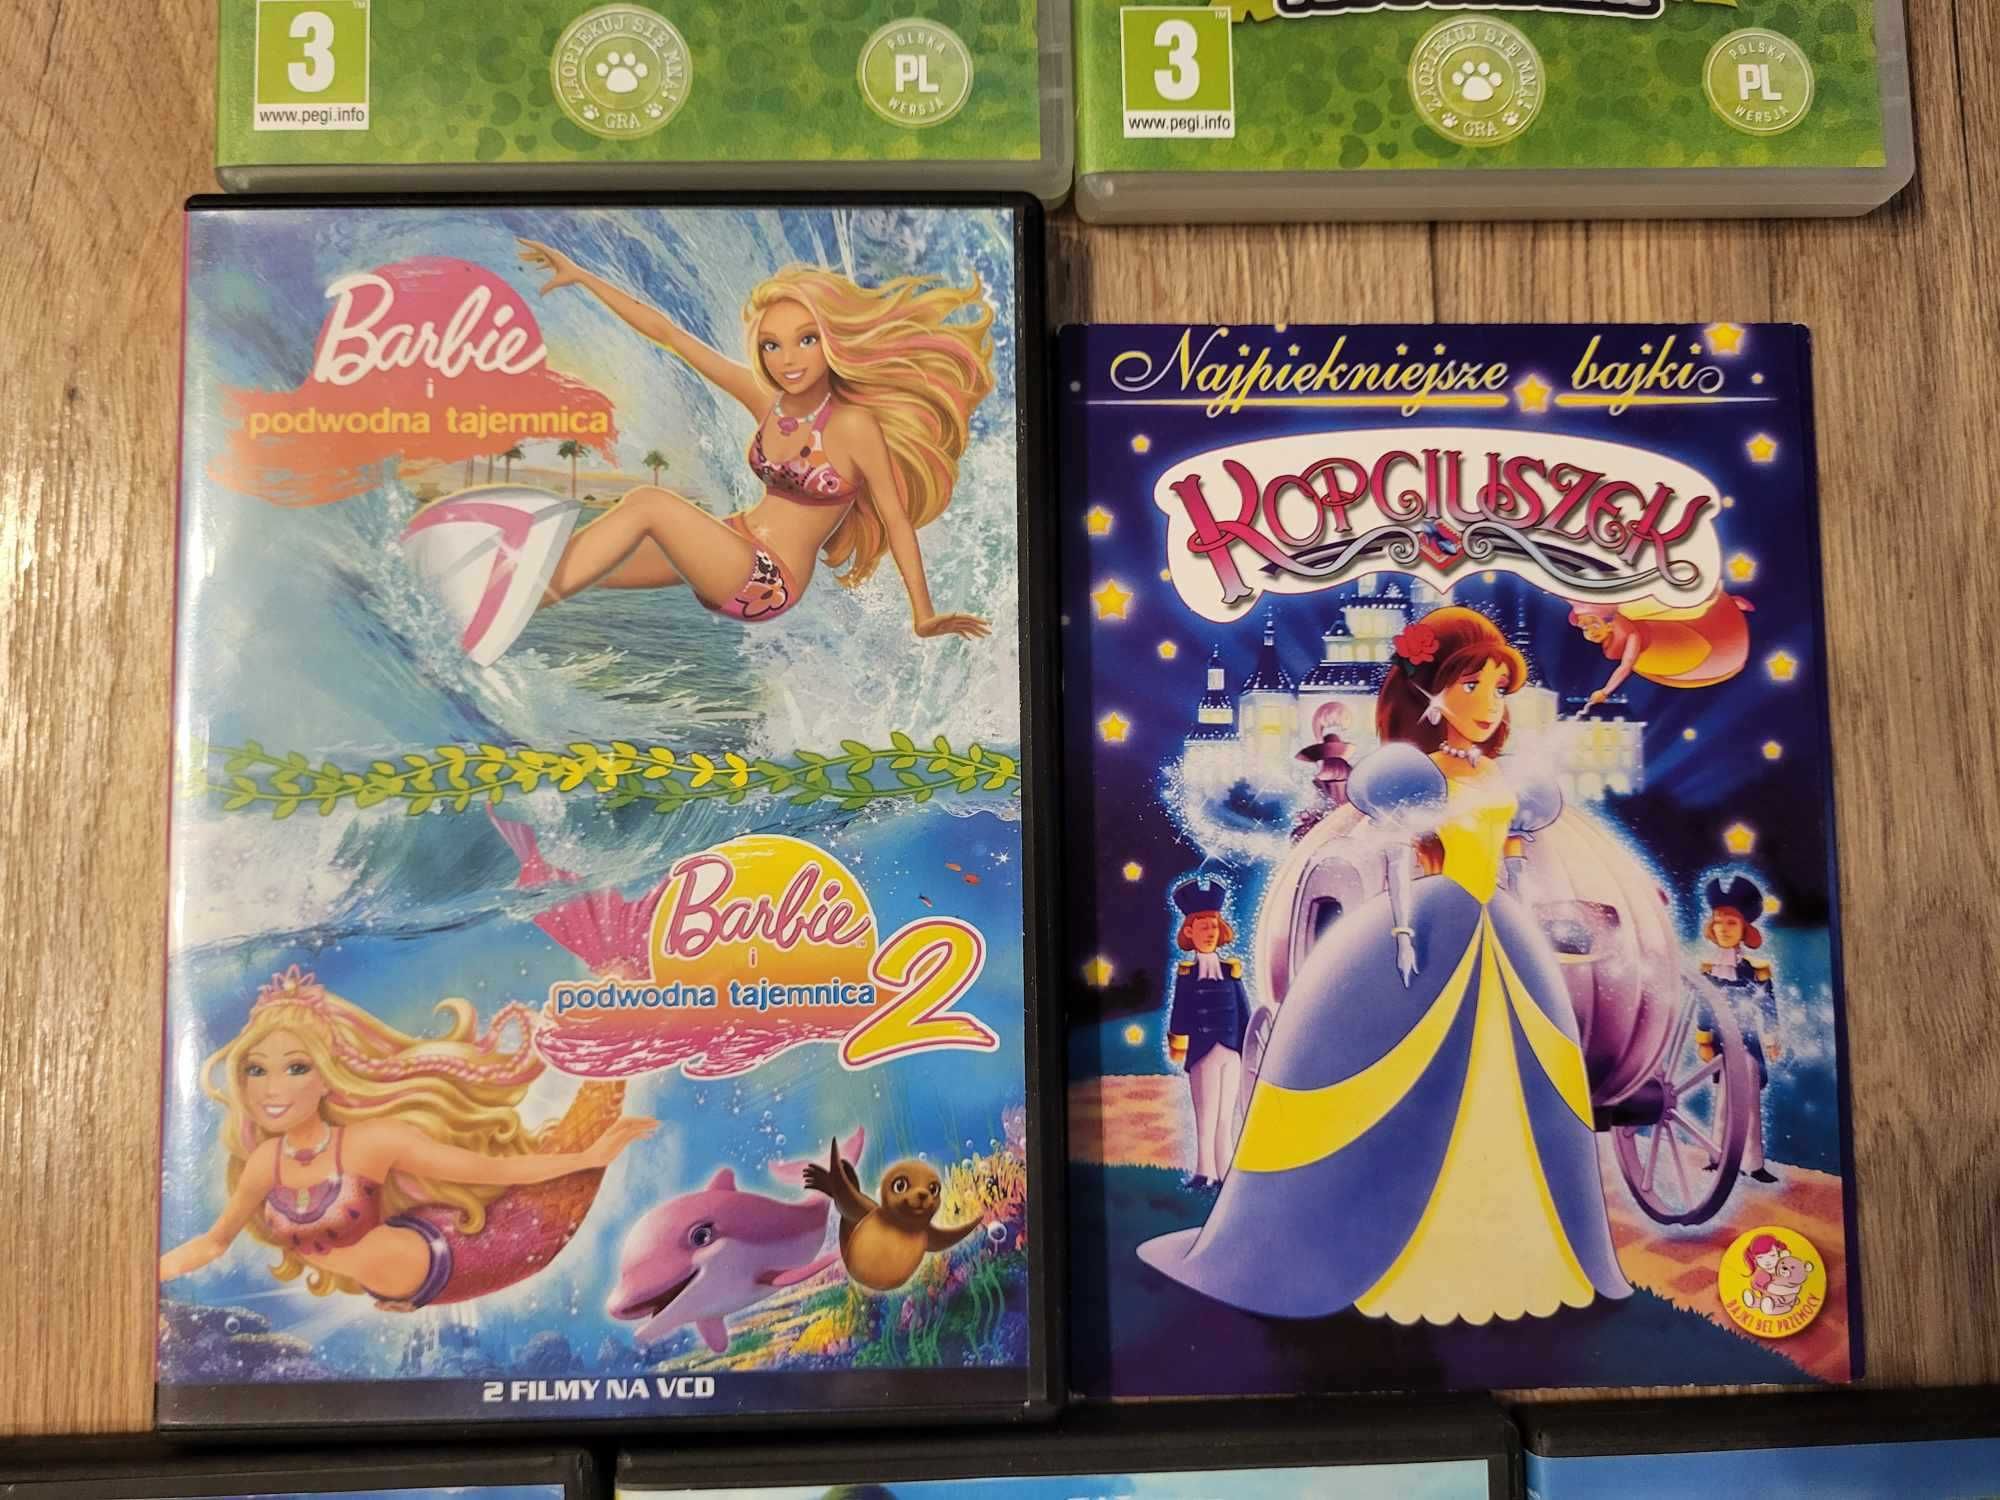 3
www.pegi.info
ZAOPIEKUJ SIĘ MNĄ!
GRA
POLSKA
PL
WERSJA
3
www.pegi.info
ZAOPIEKUJ SIĘ MNĄ!
GRA
POLSKA
PL
WERSJA
Barbie
i
podwodna tajemnica
Barbie
i
podwodna tajemnica 2
2 FILMY NA VCD
Najpiękniejsze bajki
KOPCIUSZEK
BAJKI BEZ PRZEMOCY